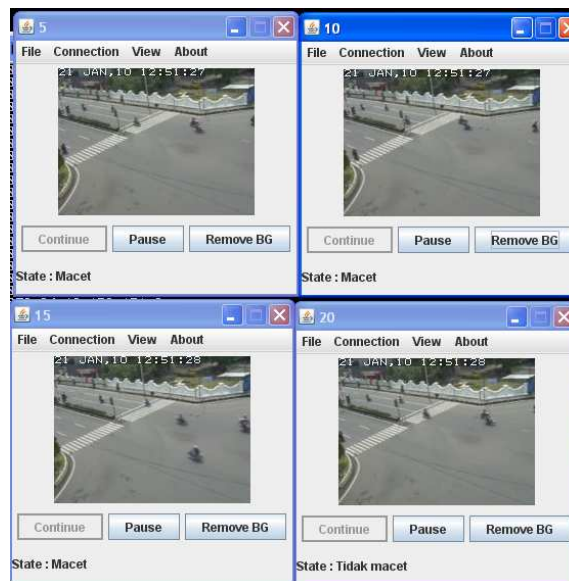 5
File Connection View About
21 JAN,10 12:51:27
Continue Pause Remove BG
State : Macet
10
File Connection View About
21 JAN,10 12:51:27
Continue Pause Remove BG
State : Macet
15
File Connection View About
21 JAN,10 12:51:28
Continue Pause Remove BG
State : Macet
20
File Connection View About
21 JAN,10 12:51:28
Continue Pause Remove BG
State : Tidak macet